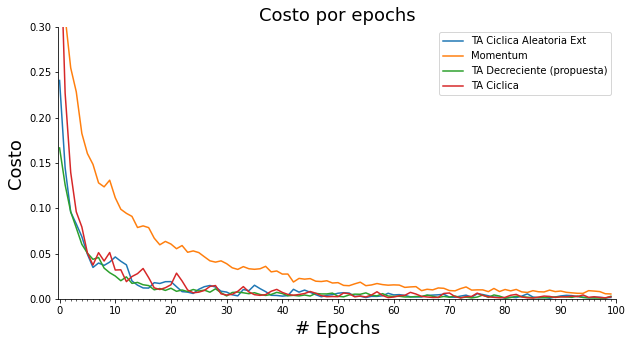 Costo por epochs
0.30
0.25
0.20
0.15
0.10
0.05
0.00
Costo
TA Ciclica Aleatoria Ext
Momentum
TA Decreciente (propuesta)
TA Ciclica
0 10 20 30 40 50 60 70 80 90 100
# Epochs